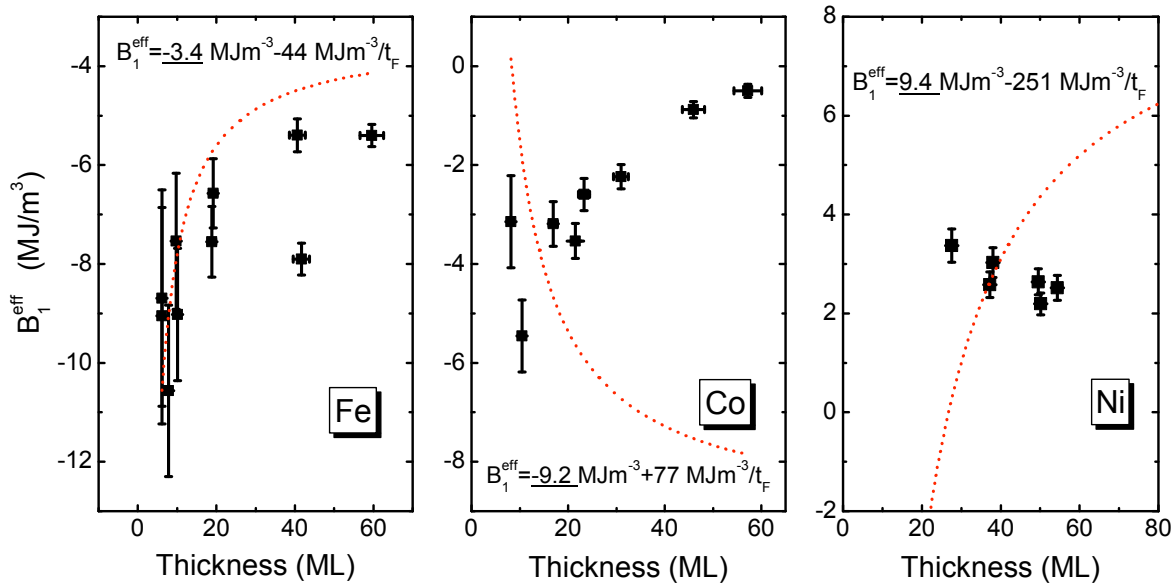 B₁ᵉᶠᶠ (MJ/m³)
B₁ᵉᶠᶠ=-3.4 MJm⁻³-44 MJm⁻³/t_F
-4
-6
-8
-10
-12
Fe
0 20 40 60
Thickness (ML)
0
-2
-4
-6
-8
Co
B₁ᵉᶠᶠ=-9.2 MJm⁻³+77 MJm⁻³/t_F
0 20 40 60
Thickness (ML)
8
6
B₁ᵉᶠᶠ=9.4 MJm⁻³-251 MJm⁻³/t_F
4
2
0
-2
Ni
0 20 40 60 80
Thickness (ML)